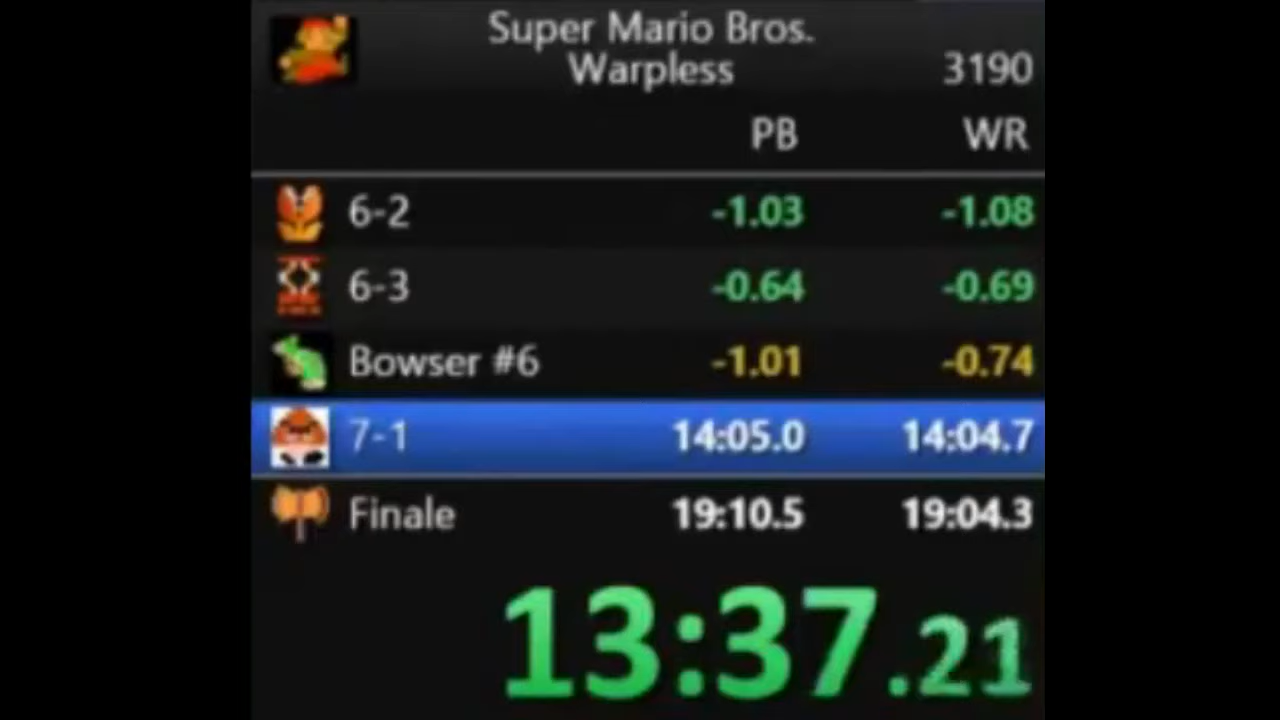 Super Mario Bros.
Warpless 3190
PB WR
6-2 -1.03 -1.08
6-3 -0.64 -0.69
Bowser #6 -1.01 -0.74
7-1 14:05.0 14:04.7
Finale 19:10.5 19:04.3
13:37.21